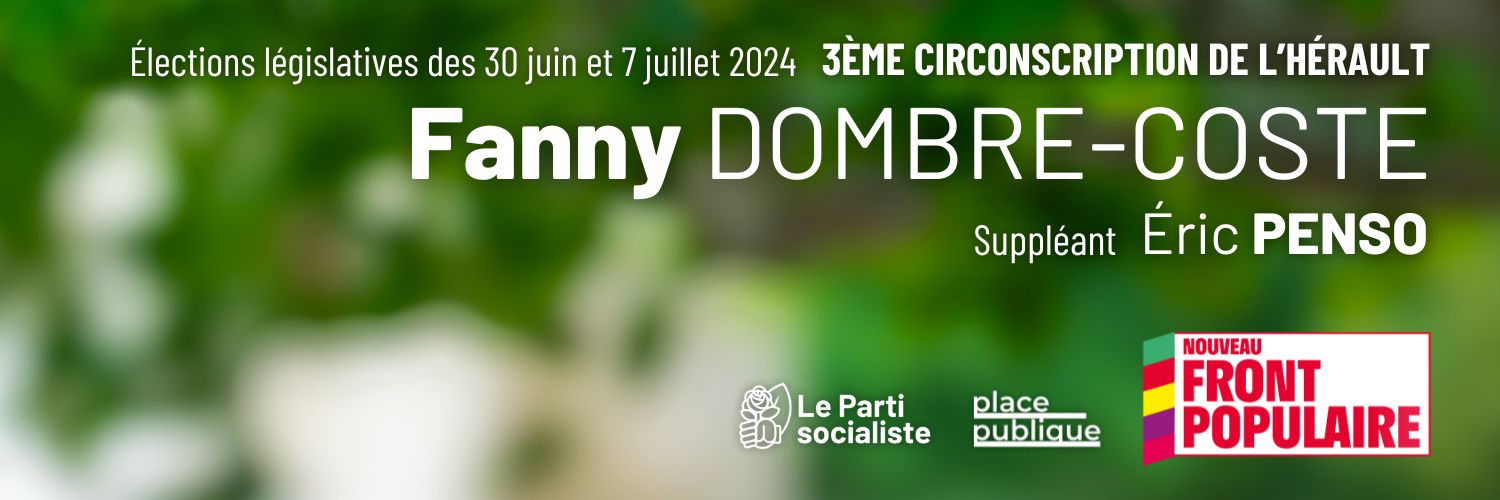 Élections législatives des 30 juin et 7 juillet 2024 3ÈME CIRCONSCRIPTION DE L’HÉRAULT
Fanny DOMBRE-COSTE
Suppléant Éric PENSO
Le Parti
socialiste
place
publique
NOUVEAU
FRONT
POPULAIRE